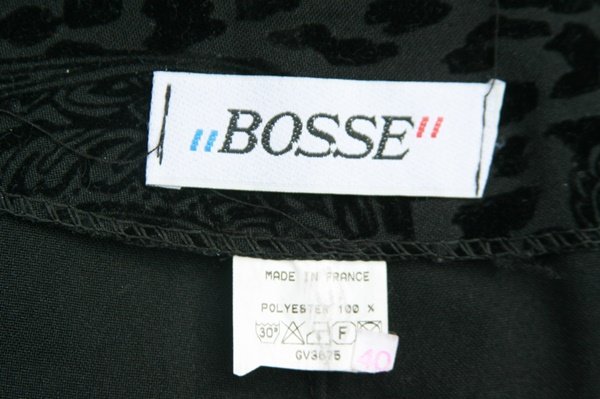 "BOSSE"
MADE IN FRANCE
POLYESTER 100 %
30° F
GV3675
40